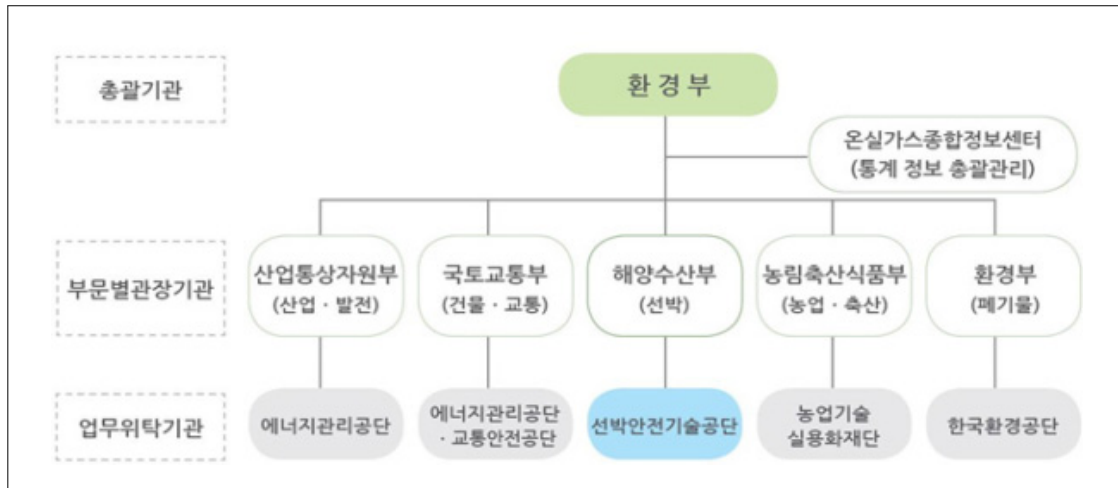 총괄기관
환 경 부
온실가스종합정보센터
(통계 정보 총괄관리)
부문별관장기관
산업통상자원부
(산업 · 발전)
국토교통부
(건물 · 교통)
해양수산부
(선박)
농림축산식품부
(농업 · 축산)
환경부
(폐기물)
업무위탁기관
에너지관리공단
에너지관리공단
· 교통안전공단
선박안전기술공단
농업기술
실용화재단
한국환경공단